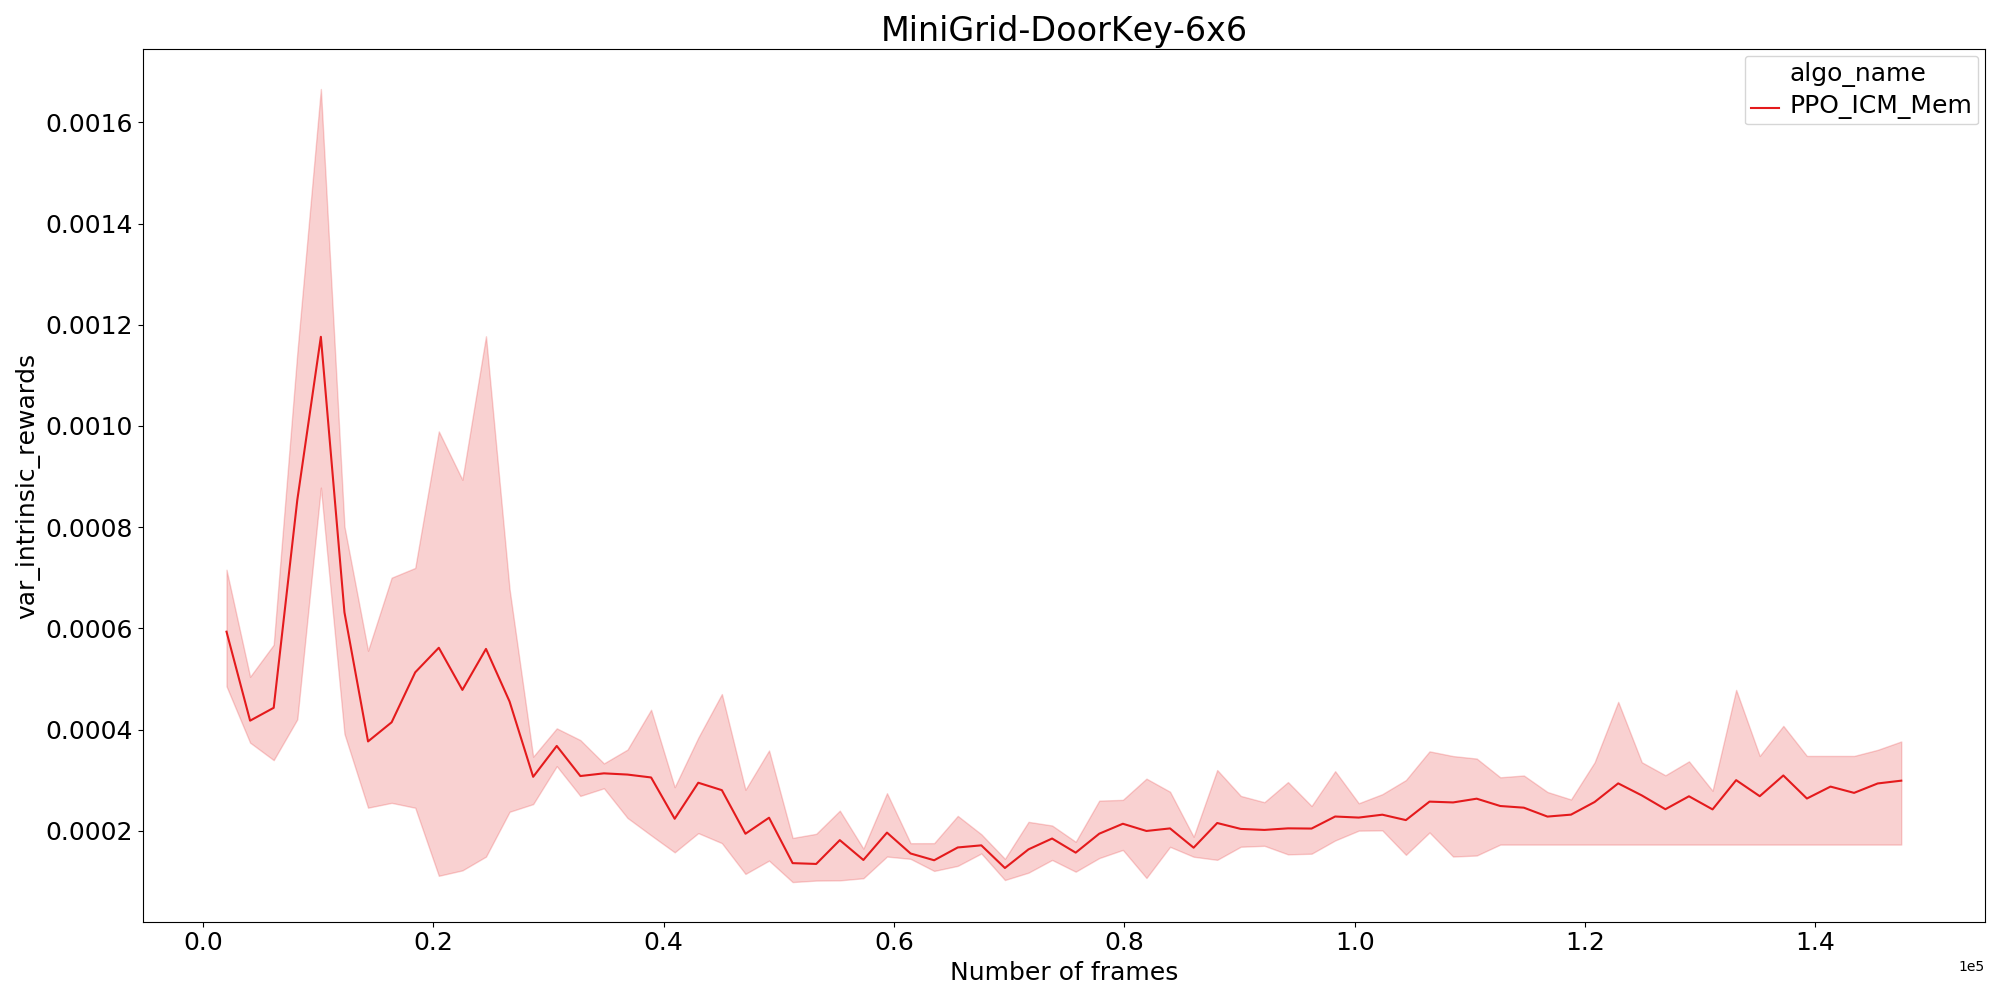 MiniGrid-DoorKey-6x6
algo_name
PPO_ICM_Mem
var_intrinsic_rewards
0.0016
0.0014
0.0012
0.0010
0.0008
0.0006
0.0004
0.0002
0.0 0.2 0.4 0.6 0.8 1.0 1.2 1.4
Number of frames
1e5